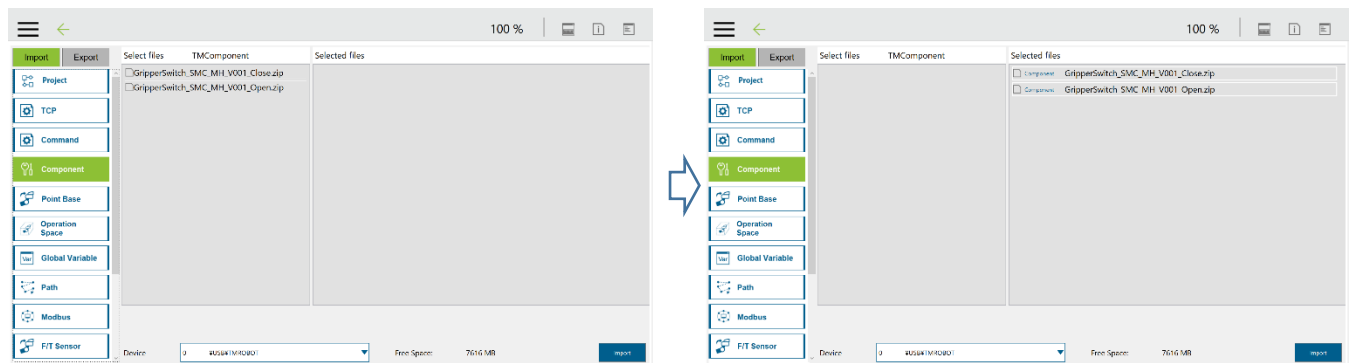 100 %
Import Export Select files TMComponent Selected files
Project
GripperSwitch_SMC_MH_V001_Close.zip
GripperSwitch_SMC_MH_V001_Open.zip
TCP
Command
Component
Point Base
Operation
Space
Var Global Variable
Path
Modbus
F/T Sensor
Device 0 ¥USB¥TMROBOT Free Space: 7616 MB Import
100 %
Import Export Select files TMComponent Selected files
Project
Component GripperSwitch_SMC_MH_V001_Close.zip
Component GripperSwitch_SMC_MH_V001_Open.zip
TCP
Command
Component
Point Base
Operation
Space
Var Global Variable
Path
Modbus
F/T Sensor
Device 0 ¥USB¥TMROBOT Free Space: 7616 MB Import